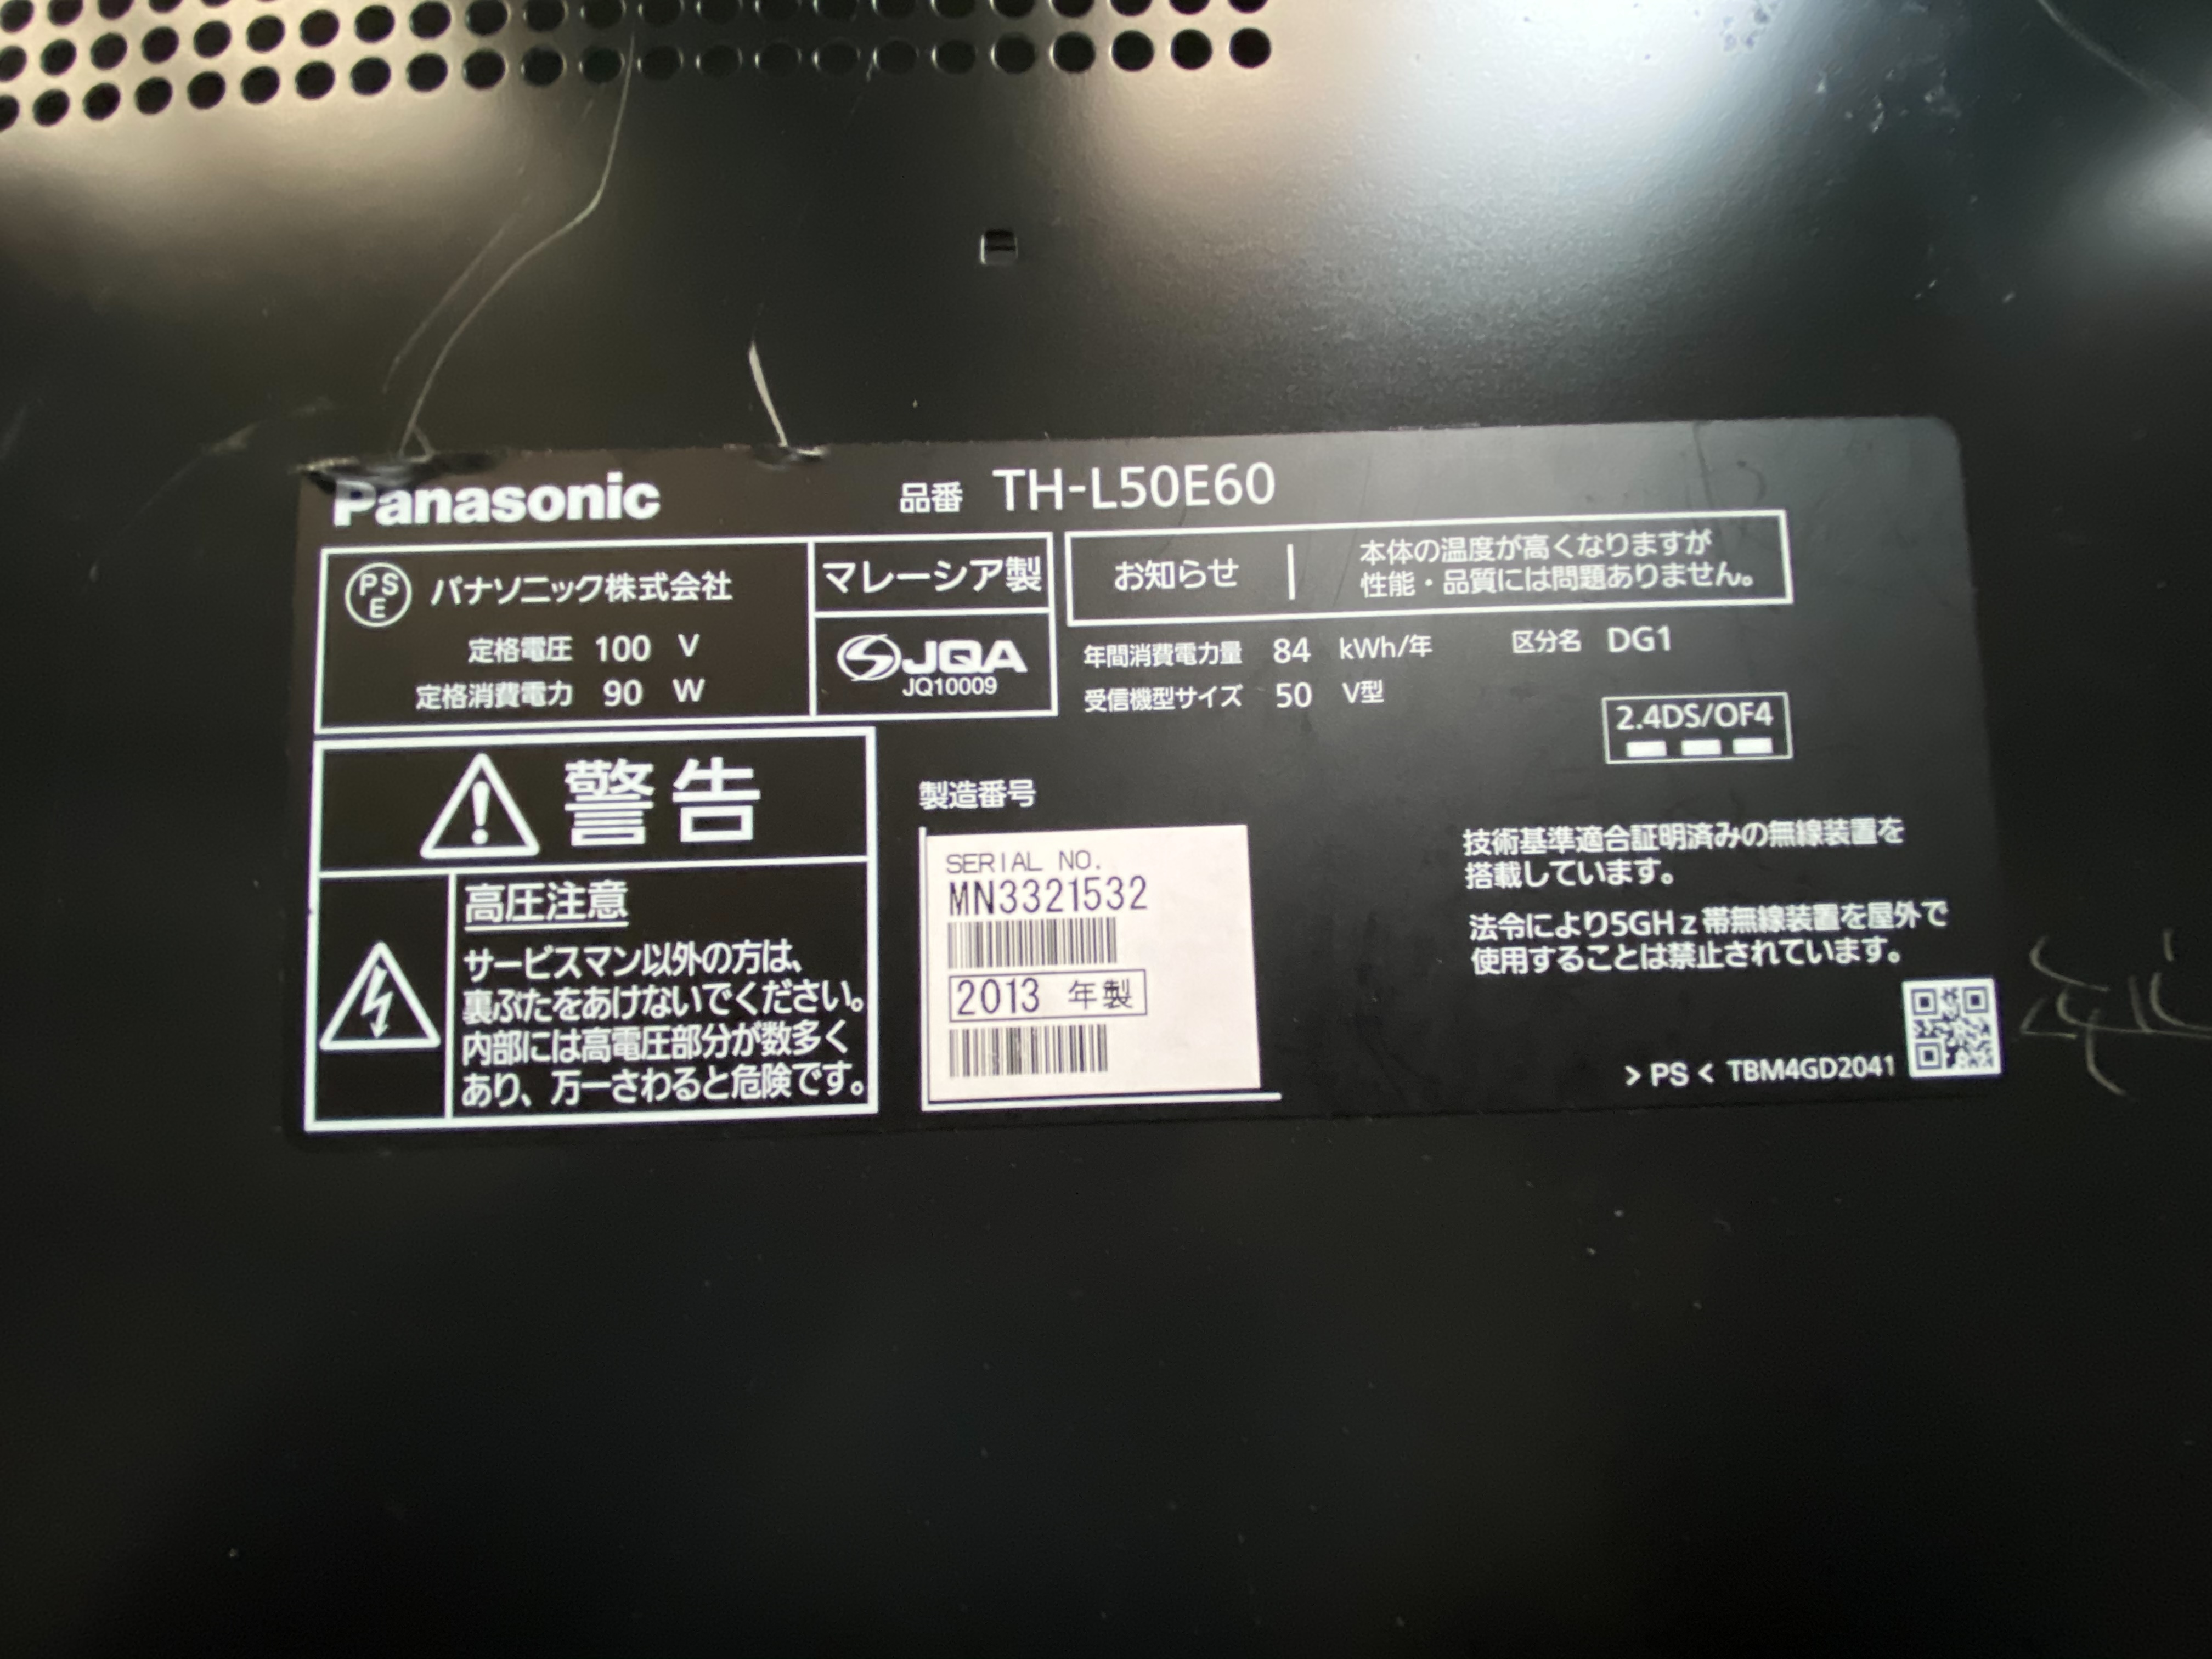 Panasonic 品番 TH-L50E60
PSE パナソニック株式会社
定格電圧 100 V
定格消費電力 90 W
マレーシア製
JQA
JQ10009
お知らせ
本体の温度が高くなりますが
性能・品質には問題ありません。
年間消費電力量 84 kWh/年 区分名 DG1
受信機型サイズ 50 V型
2.4DS/OF4
警告
高圧注意
サービスマン以外の方は、
裏ぶたをあけないでください。
内部には高電圧部分が数多く
あり、万一さわると危険です。
製造番号
SERIAL NO.
MN3321532
2013 年製
技術基準適合証明済みの無線装置を
搭載しています。
法令により5GHz帯無線装置を屋外で
使用することは禁止されています。
> PS < TBM4GD2041